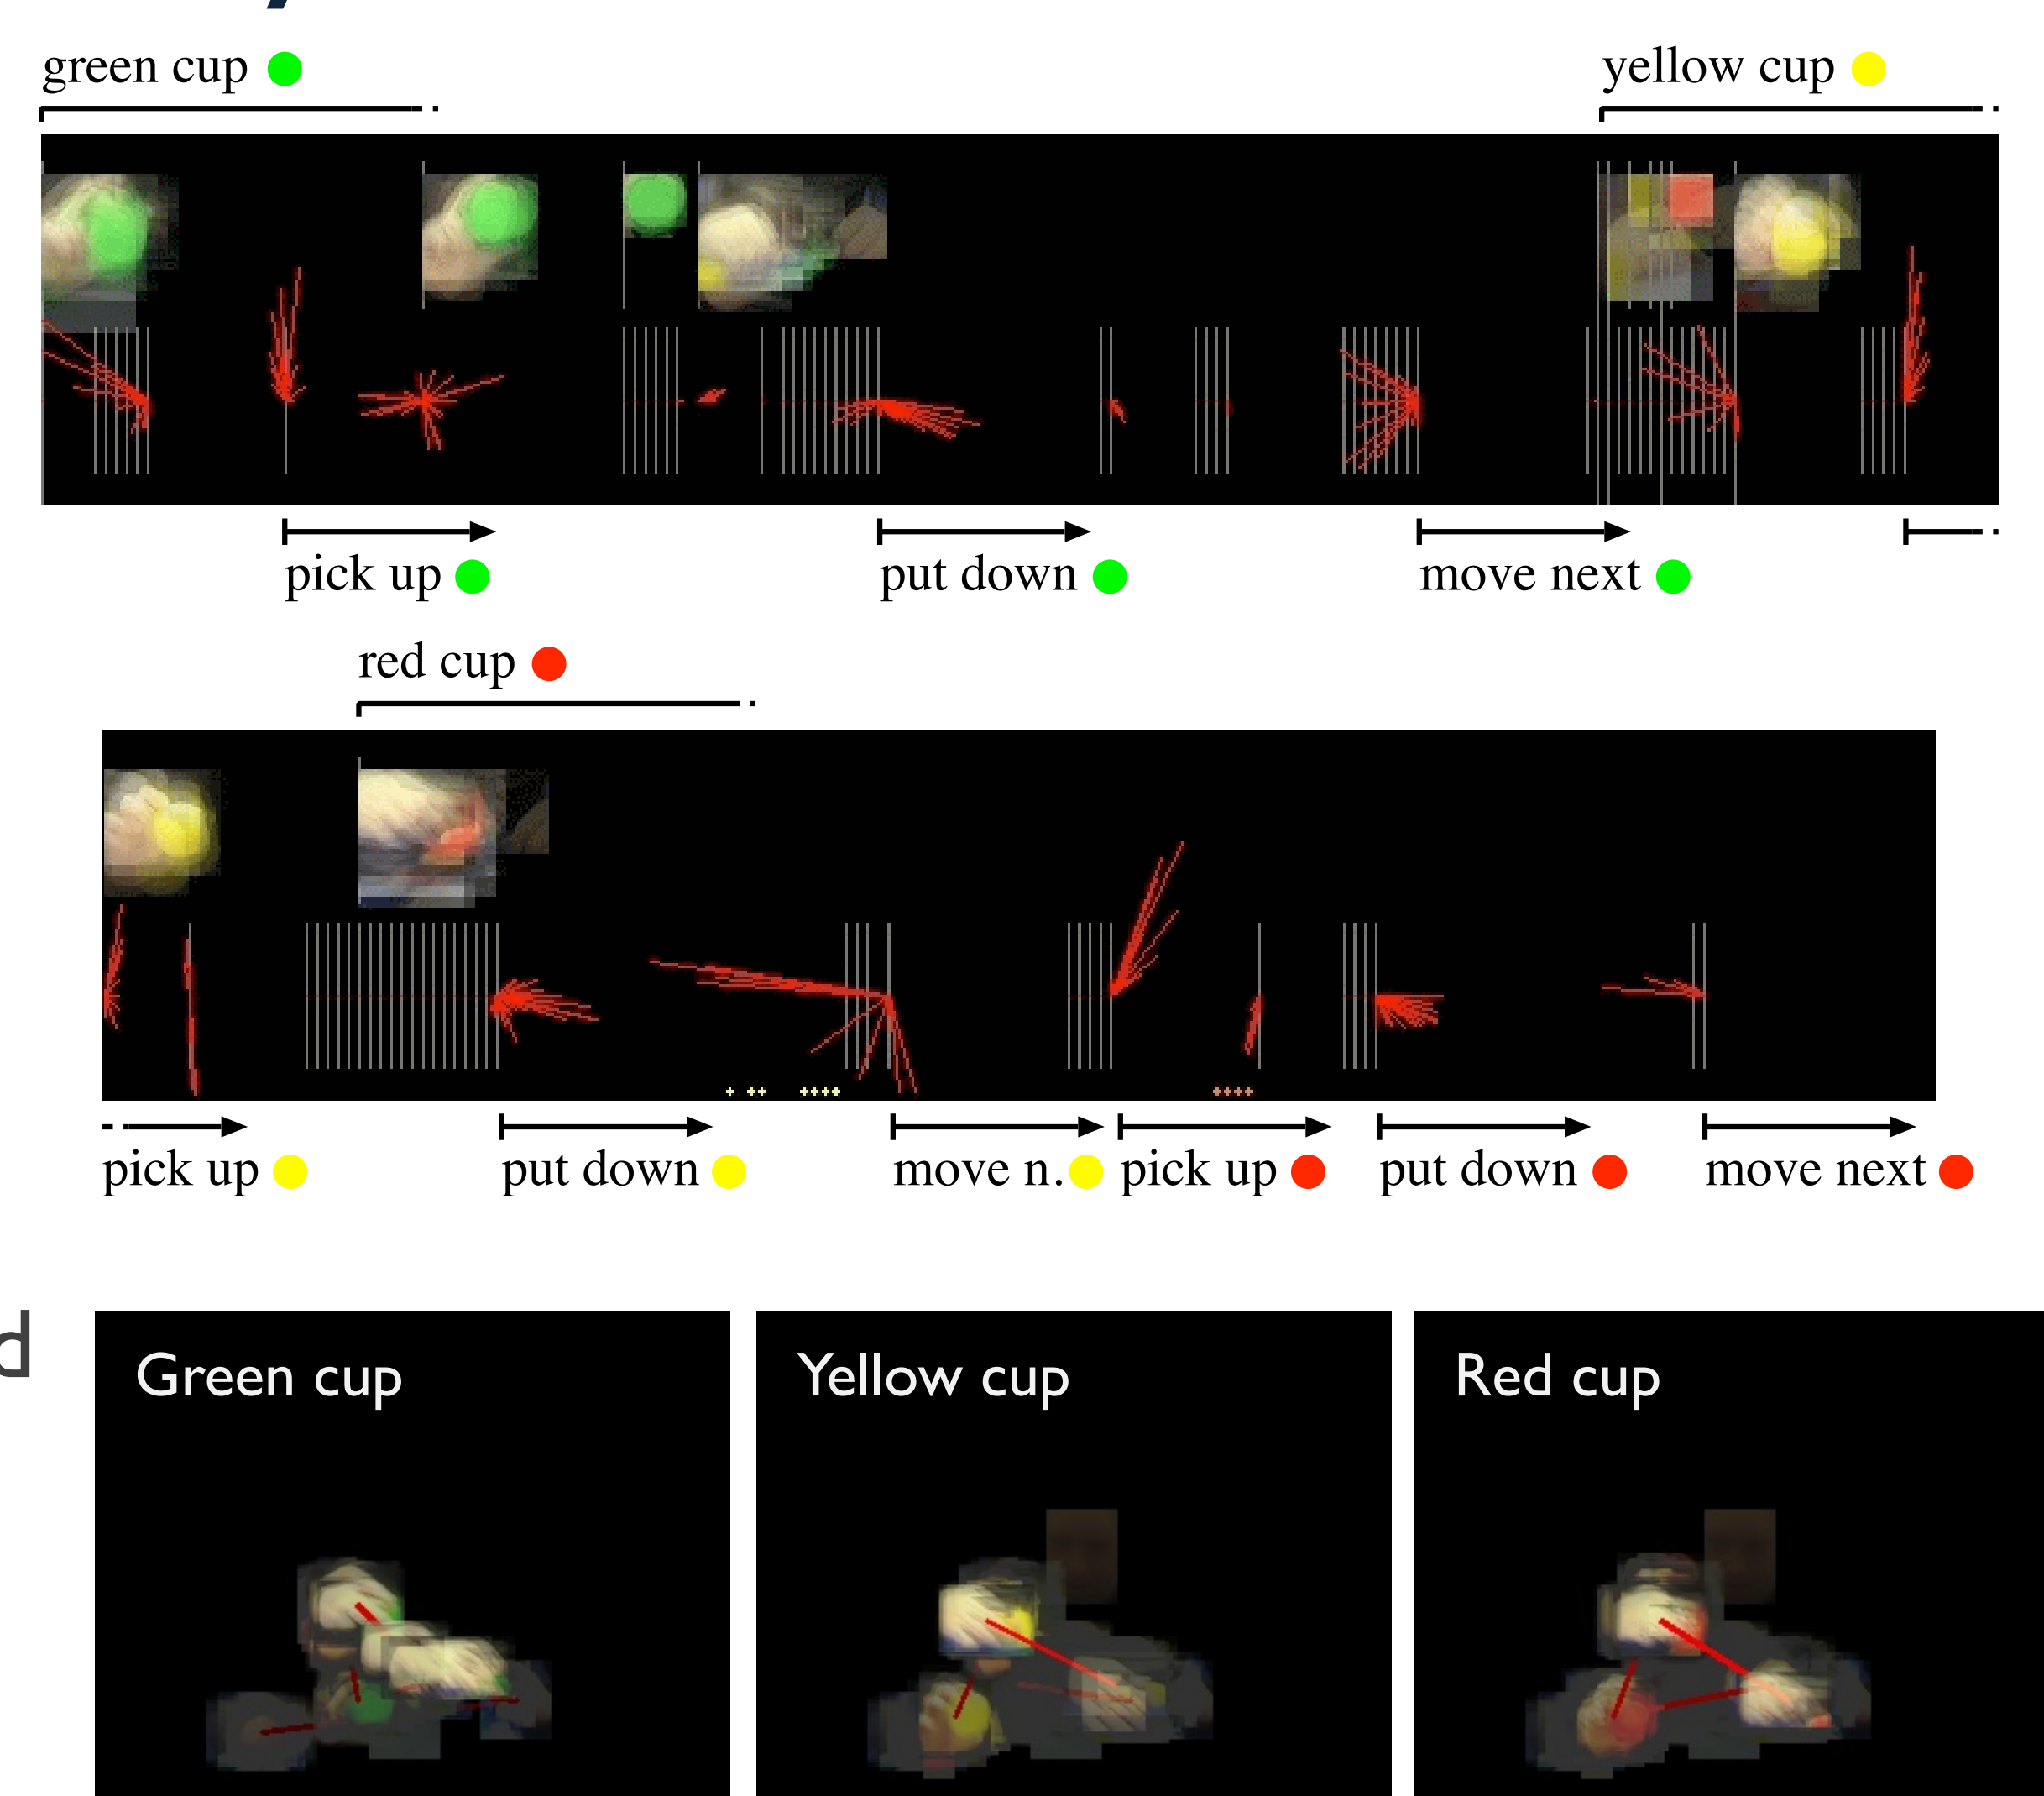 green cup
yellow cup
pick up
put down
move next
red cup
pick up
put down
move n.
pick up
put down
move next
d
Green cup
Yellow cup
Red cup